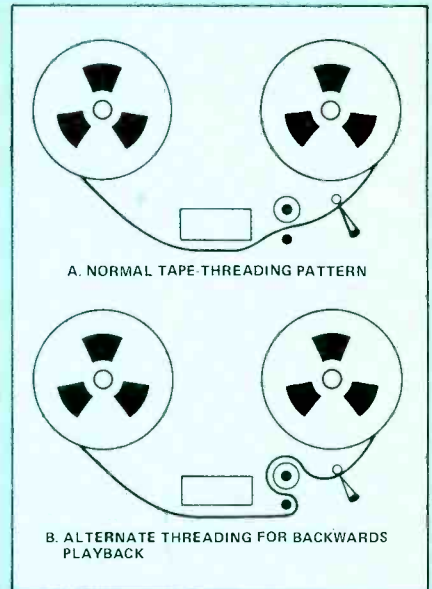 A. NORMAL TAPE-THREADING PATTERN
B. ALTERNATE THREADING FOR BACKWARDS
PLAYBACK